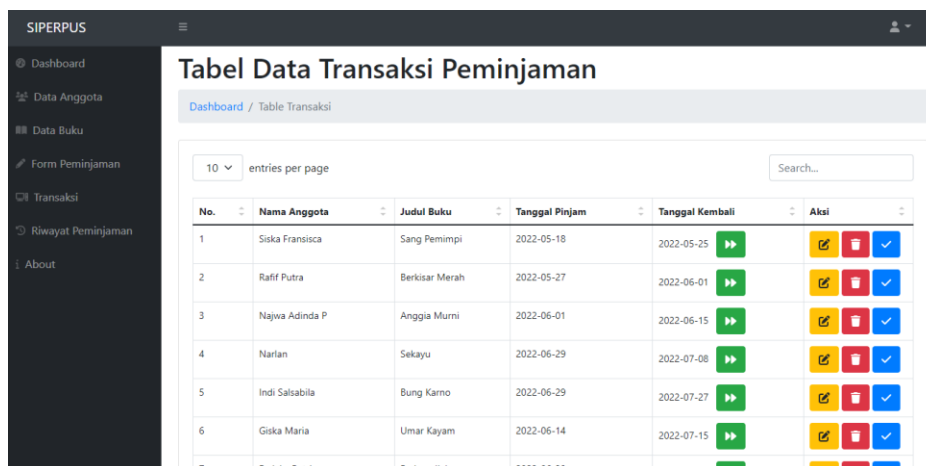 SIPERPUS
Dashboard
Data Anggota
Data Buku
Form Peminjaman
Transaksi
Riwayat Peminjaman
About
Tabel Data Transaksi Peminjaman
Dashboard / Table Transaksi
10 entries per page
Search...
No. Nama Anggota Judul Buku Tanggal Pinjam Tanggal Kembali Aksi
1 Siska Fransisca Sang Pemimpi 2022-05-18 2022-05-25
2 Rafif Putra Berkisar Merah 2022-05-27 2022-06-01
3 Najwa Adinda P Anggia Murni 2022-06-01 2022-06-15
4 Narlan Sekayu 2022-06-29 2022-07-08
5 Indi Salsabila Bung Karno 2022-06-29 2022-07-27
6 Giska Maria Umar Kayam 2022-06-14 2022-07-15